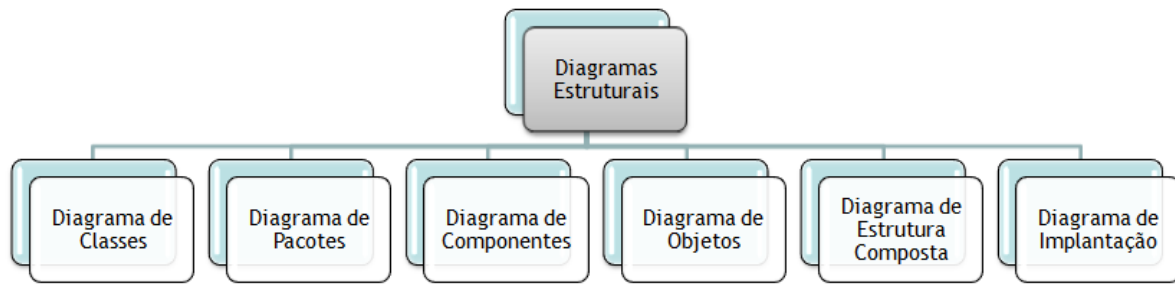 Diagramas
Estruturais
Diagrama de
Classes
Diagrama de
Pacotes
Diagrama de
Componentes
Diagrama de
Objetos
Diagrama de
Estrutura
Composta
Diagrama de
Implantação